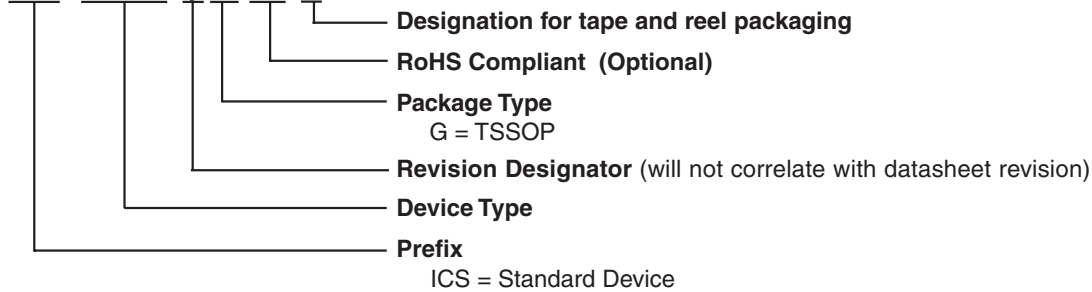 Designation for tape and reel packaging
RoHS Compliant (Optional)
Package Type
G = TSSOP
Revision Designator (will not correlate with datasheet revision)
Device Type
Prefix
ICS = Standard Device